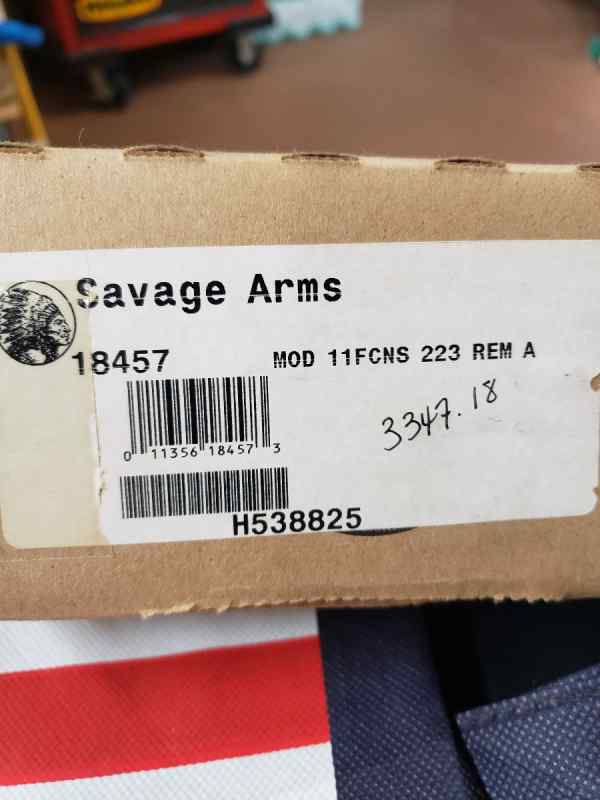 Savage Arms
18457 MOD 11FCNS 223 REM A
3347.18
0 11356 18457 3
H538825